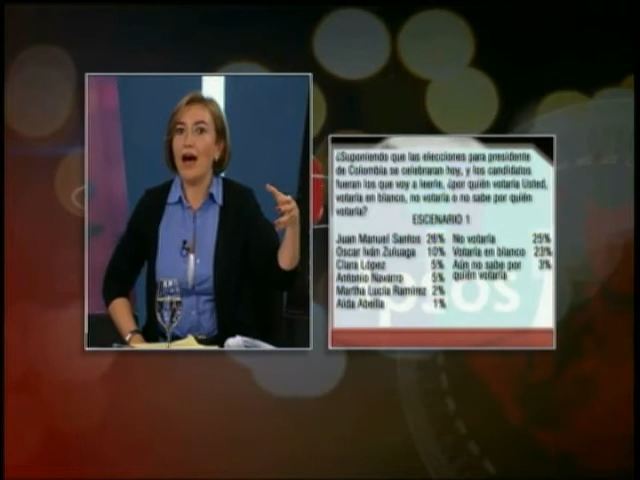 ¿Suponiendo que las elecciones para presidente
de Colombia se celebraran hoy, y los candidatos
fueran los que voy a leerle, ¿por quién votaría Usted,
votaría en blanco, no votaría o no sabe por quién
votaría?
ESCENARIO 1
Juan Manuel Santos 26% No votaría 25%
Oscar Iván Zuluaga 10% Votaría en blanco 23%
Clara López 5% Aún no sabe por 3%
Antonio Navarro 5% quién votaría
Martha Lucía Ramírez 2%
Aida Abella 1%